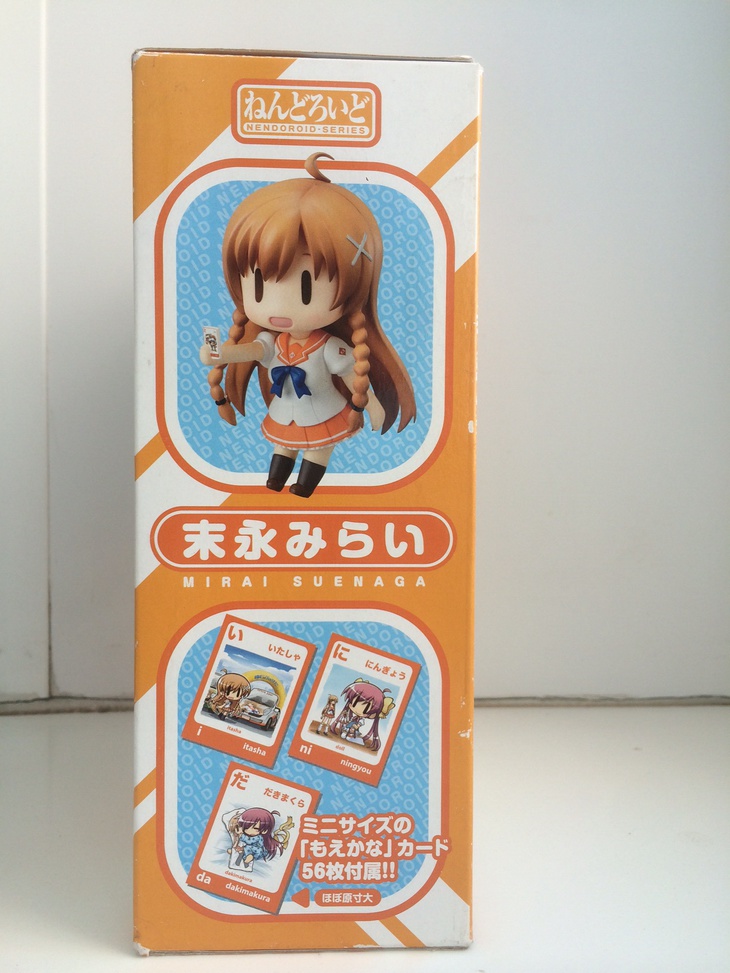 ねんどろいど
NENDOROID-SERIES
末永みらい
MIRAI SUENAGA
い
いたしゃ
itasha
i
itasha
に
にんぎょう
doll
ni
ningyou
だ
だきまくら
dakimakura
da
dakimakura
ミニサイズの
「もえかな」カード
56枚付属!!
ほぼ原寸大